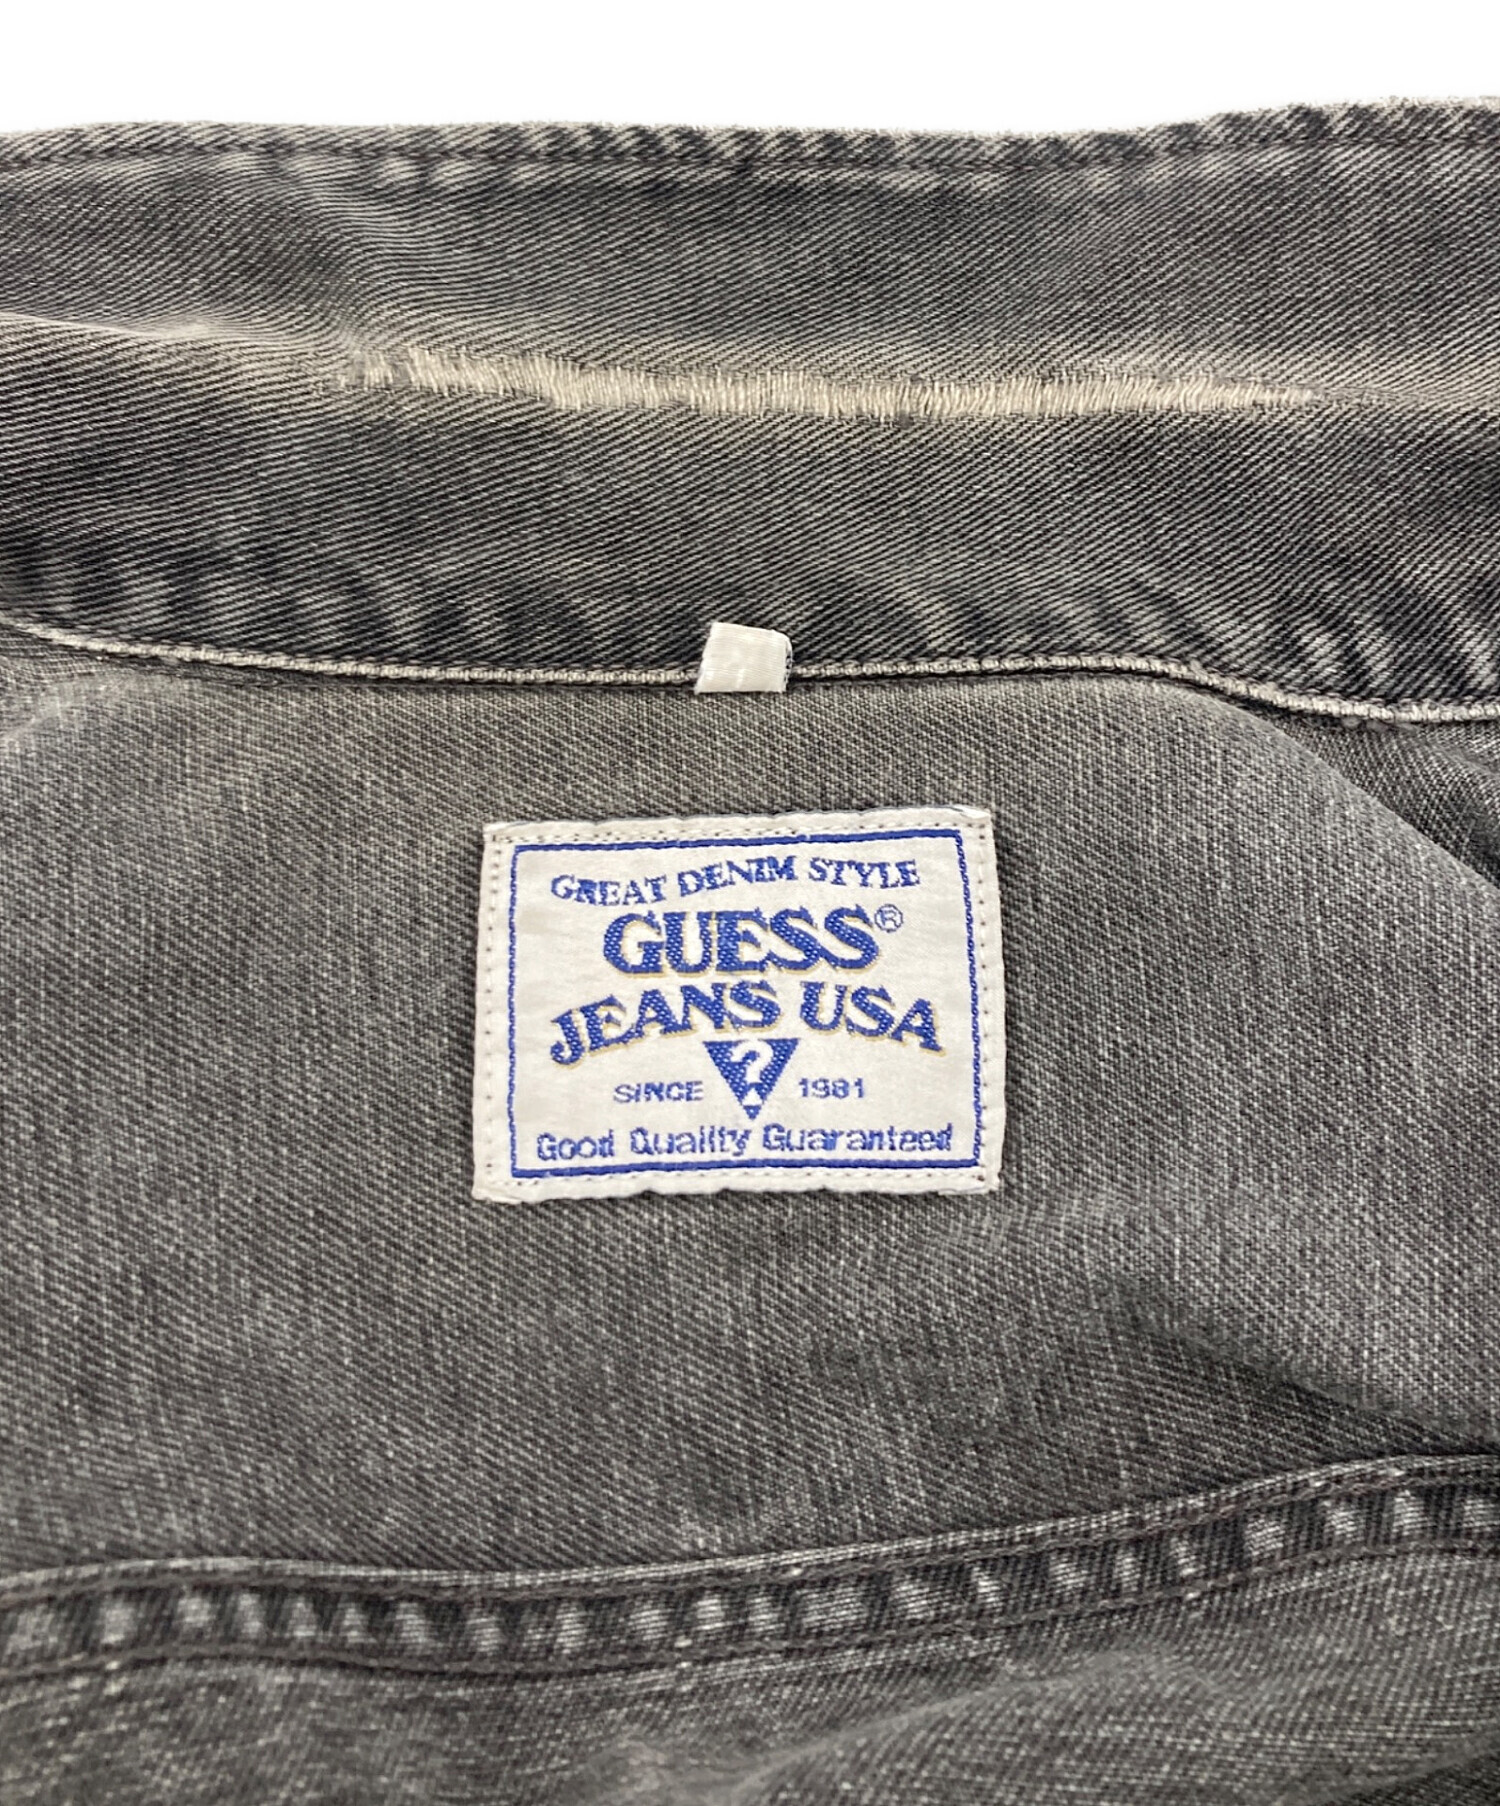 GREAT DENIM STYLE
GUESS®
JEANS USA
?
SINCE 1981
Good Quality Guaranteed